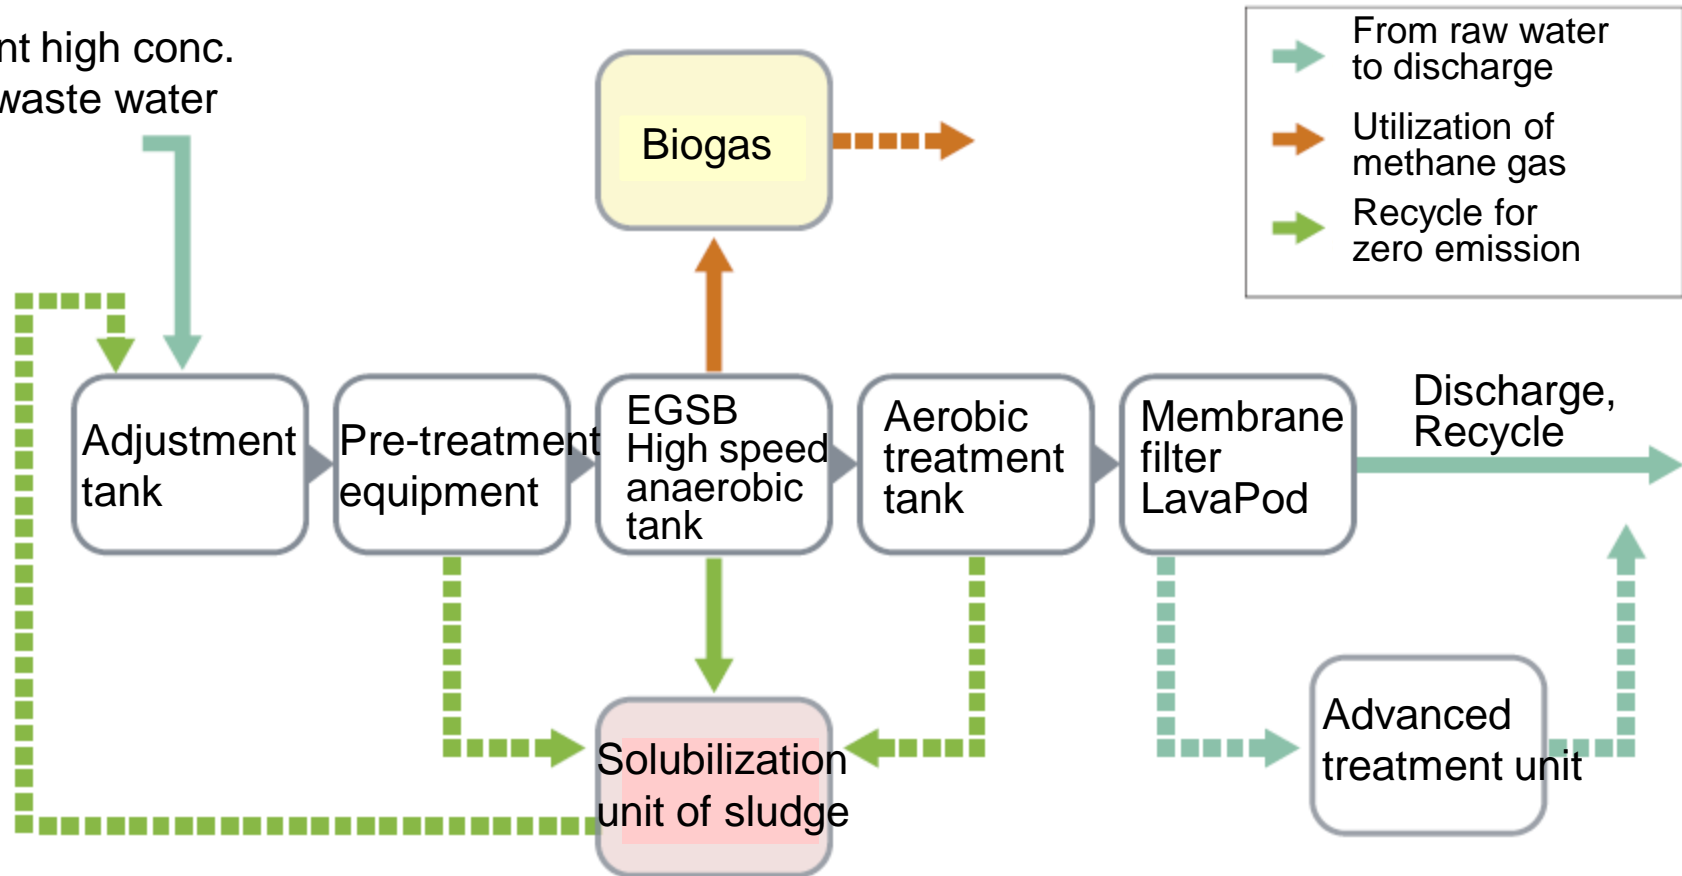 nt high conc.
waste water
From raw water
to discharge
Utilization of
methane gas
Recycle for
zero emission
Biogas
Adjustment
tank
Pre-treatment
equipment
EGSB
High speed
anaerobic
tank
Aerobic
treatment
tank
Membrane
filter
LavaPod
Discharge,
Recycle
Solubilization
unit of sludge
Advanced
treatment unit